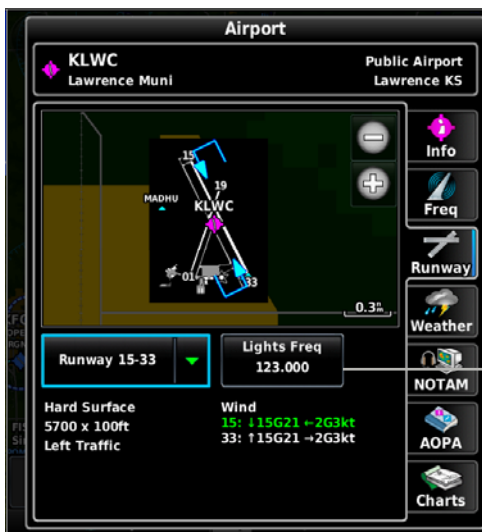 Airport
KLWC
Lawrence Muni
Public Airport
Lawrence KS
15
19
MADHU
KLWC
01
33
0.3
Info
Freq
Runway
Weather
NOTAM
AOPA
Charts
Runway 15-33
Lights Freq
123.000
Hard Surface
5700 x 100ft
Left Traffic
Wind
15: ↓15G21 ←2G3kt
33: ↑15G21 →2G3kt